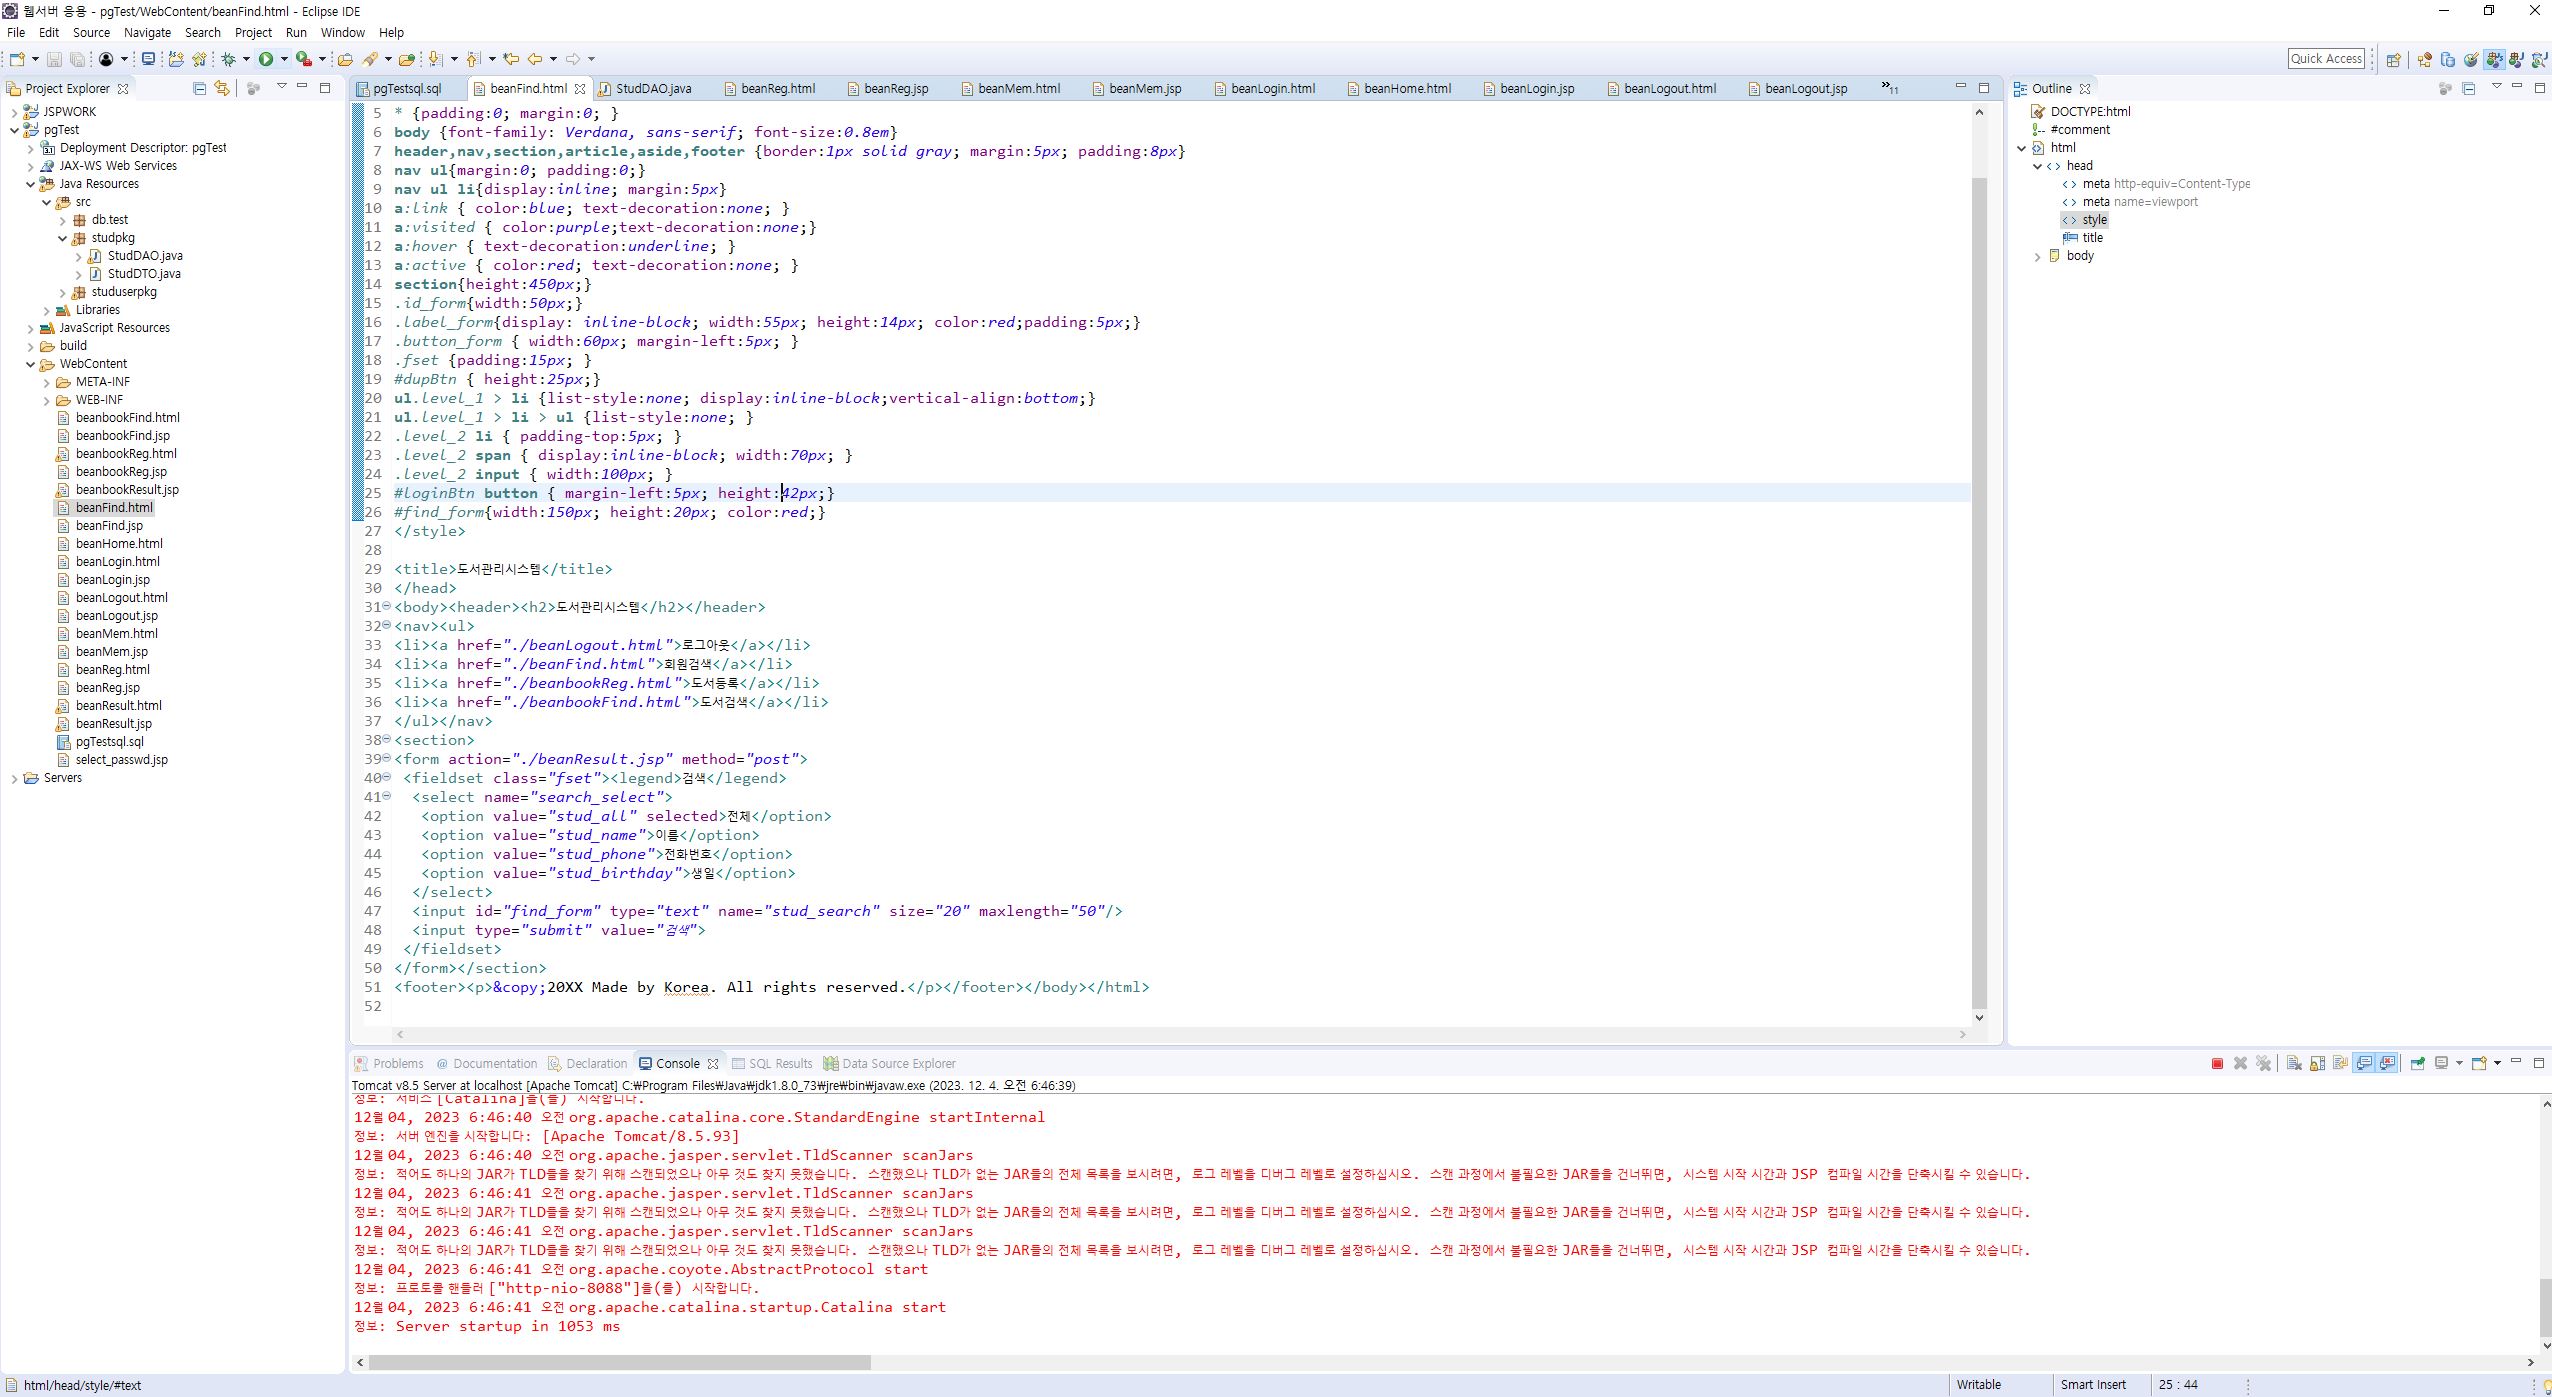 웹서버 응용 - pgTest/WebContent/beanFind.html - Eclipse IDE
File Edit Source Navigate Search Project Run Window Help
Quick Access
Project Explorer
JSPWORK
pgTest
Deployment Descriptor: pgTest
JAX-WS Web Services
Java Resources
src
db.test
studpkg
StudDAO.java
StudDTO.java
studuserpkg
Libraries
JavaScript Resources
build
WebContent
META-INF
WEB-INF
beanbookFind.html
beanbookFind.jsp
beanbookReg.html
beanbookReg.jsp
beanbookResult.jsp
beanFind.html
beanFind.jsp
beanHome.html
beanLogin.html
beanLogin.jsp
beanLogout.html
beanLogout.jsp
beanMem.html
beanMem.jsp
beanReg.html
beanReg.jsp
beanResult.html
beanResult.jsp
pgTestsql.sql
select_passwd.jsp
Servers
pgTestsql.sql beanFind.html StudDAO.java beanReg.html beanReg.jsp beanMem.html beanMem.jsp beanLogin.html beanHome.html beanLogin.jsp beanLogout.html beanLogout.jsp »11
5 * {padding:0; margin:0; }
6 body {font-family: Verdana, sans-serif; font-size:0.8em}
7 header,nav,section,article,aside,footer {border:1px solid gray; margin:5px; padding:8px}
8 nav ul{margin:0; padding:0;}
9 nav ul li{display:inline; margin:5px}
10 a:link { color:blue; text-decoration:none; }
11 a:visited { color:purple;text-decoration:none;}
12 a:hover { text-decoration:underline; }
13 a:active { color:red; text-decoration:none; }
14 section{height:450px;}
15 .id_form{width:50px;}
16 .label_form{display: inline-block; width:55px; height:14px; color:red;padding:5px;}
17 .button_form { width:60px; margin-left:5px; }
18 .fset {padding:15px; }
19 #dupBtn { height:25px;}
20 ul.level_1 > li {list-style:none; display:inline-block;vertical-align:bottom;}
21 ul.level_1 > li > ul {list-style:none; }
22 .level_2 li { padding-top:5px; }
23 .level_2 span { display:inline-block; width:70px; }
24 .level_2 input { width:100px; }
25 #loginBtn button { margin-left:5px; height:42px;}
26 #find_form{width:150px; height:20px; color:red;}
27 </style>
28
29 <title>도서관리시스템</title>
30 </head>
31 <body><header><h2>도서관리시스템</h2></header>
32 <nav><ul>
33 <li><a href="./beanLogout.html">로그아웃</a></li>
34 <li><a href="./beanFind.html">회원검색</a></li>
35 <li><a href="./beanbookReg.html">도서등록</a></li>
36 <li><a href="./beanbookFind.html">도서검색</a></li>
37 </ul></nav>
38 <section>
39 <form action="./beanResult.jsp" method="post">
40 <fieldset class="fset"><legend>검색</legend>
41 <select name="search_select">
42 <option value="stud_all" selected>전체</option>
43 <option value="stud_name">이름</option>
44 <option value="stud_phone">전화번호</option>
45 <option value="stud_birthday">생일</option>
46 </select>
47 <input id="find_form" type="text" name="stud_search" size="20" maxlength="50"/>
48 <input type="submit" value="검색">
49 </fieldset>
50 </form></section>
51 <footer><p>&copy;20XX Made by Korea. All rights reserved.</p></footer></body></html>
52
Outline
DOCTYPE:html
#comment
html
head
meta http-equiv=Content-Type
meta name=viewport
style
title
body
Problems Documentation Declaration Console SQL Results Data Source Explorer
Tomcat v8.5 Server at localhost [Apache Tomcat] C:₩Program Files₩Java₩jdk1.8.0_73₩jre₩bin₩javaw.exe (2023. 12. 4. 오전 6:46:39)
정보: 서비스 [Catalina]을(를) 시작합니다.
12월 04, 2023 6:46:40 오전 org.apache.catalina.core.StandardEngine startInternal
정보: 서버 엔진을 시작합니다: [Apache Tomcat/8.5.93]
12월 04, 2023 6:46:40 오전 org.apache.jasper.servlet.TldScanner scanJars
정보: 적어도 하나의 JAR가 TLD들을 찾기 위해 스캔되었으나 아무 것도 찾지 못했습니다. 스캔했으나 TLD가 없는 JAR들의 전체 목록을 보시려면, 로그 레벨을 디버그 레벨로 설정하십시오. 스캔 과정에서 불필요한 JAR들을 건너뛰면, 시스템 시작 시간과 JSP 컴파일 시간을 단축시킬 수 있습니다.
12월 04, 2023 6:46:41 오전 org.apache.jasper.servlet.TldScanner scanJars
정보: 적어도 하나의 JAR가 TLD들을 찾기 위해 스캔되었으나 아무 것도 찾지 못했습니다. 스캔했으나 TLD가 없는 JAR들의 전체 목록을 보시려면, 로그 레벨을 디버그 레벨로 설정하십시오. 스캔 과정에서 불필요한 JAR들을 건너뛰면, 시스템 시작 시간과 JSP 컴파일 시간을 단축시킬 수 있습니다.
12월 04, 2023 6:46:41 오전 org.apache.jasper.servlet.TldScanner scanJars
정보: 적어도 하나의 JAR가 TLD들을 찾기 위해 스캔되었으나 아무 것도 찾지 못했습니다. 스캔했으나 TLD가 없는 JAR들의 전체 목록을 보시려면, 로그 레벨을 디버그 레벨로 설정하십시오. 스캔 과정에서 불필요한 JAR들을 건너뛰면, 시스템 시작 시간과 JSP 컴파일 시간을 단축시킬 수 있습니다.
12월 04, 2023 6:46:41 오전 org.apache.coyote.AbstractProtocol start
정보: 프로토콜 핸들러 ["http-nio-8088"]을(를) 시작합니다.
12월 04, 2023 6:46:41 오전 org.apache.catalina.startup.Catalina start
정보: Server startup in 1053 ms
html/head/style/#text Writable Smart Insert 25 : 44